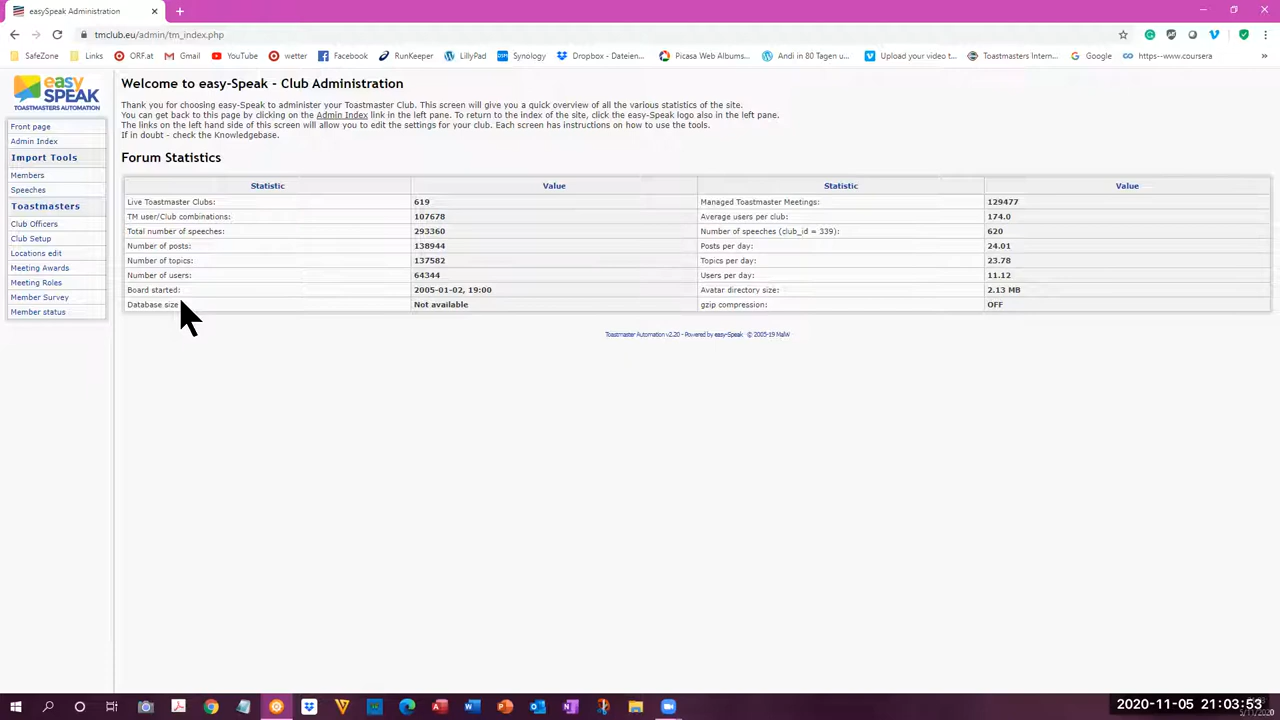 easySpeak Administration
tmclub.eu/admin/tm_index.php
SafeZone Links ORF.at Gmail YouTube wetter Facebook RunKeeper LillyPad Synology Dropbox - Dateien... Picasa Web Albums... Andi in 80 Tagen u... Upload your video t... Toastmasters Intern... Google https--www.coursera
easy
SPEAK
TOASTMASTERS AUTOMATION
Front page
Admin Index
Import Tools
Members
Speeches
Toastmasters
Club Officers
Club Setup
Locations edit
Meeting Awards
Meeting Roles
Member Survey
Member status
Welcome to easy-Speak - Club Administration
Thank you for choosing easy-Speak to administer your Toastmaster Club. This screen will give you a quick overview of all the various statistics of the site.
You can get back to this page by clicking on the Admin Index link in the left pane. To return to the index of the site, click the easy-Speak logo also in the left pane.
The links on the left hand side of this screen will allow you to edit the settings for your club. Each screen has instructions on how to use the tools.
If in doubt - check the Knowledgebase.
Forum Statistics
Statistic Value Statistic Value
Live Toastmaster Clubs: 619 Managed Toastmaster Meetings: 129477
TM user/Club combinations: 107678 Average users per club: 174.0
Total number of speeches: 293360 Number of speeches (club_id = 339): 620
Number of posts: 138944 Posts per day: 24.01
Number of topics: 137582 Topics per day: 23.78
Number of users: 64344 Users per day: 11.12
Board started: 2005-01-02, 19:00 Avatar directory size: 2.13 MB
Database size Not available gzip compression: OFF
Toastmaster Automation v2.20 - Powered by easy-Speak © 2005-19 MalW
2020-11-05 21:03:53